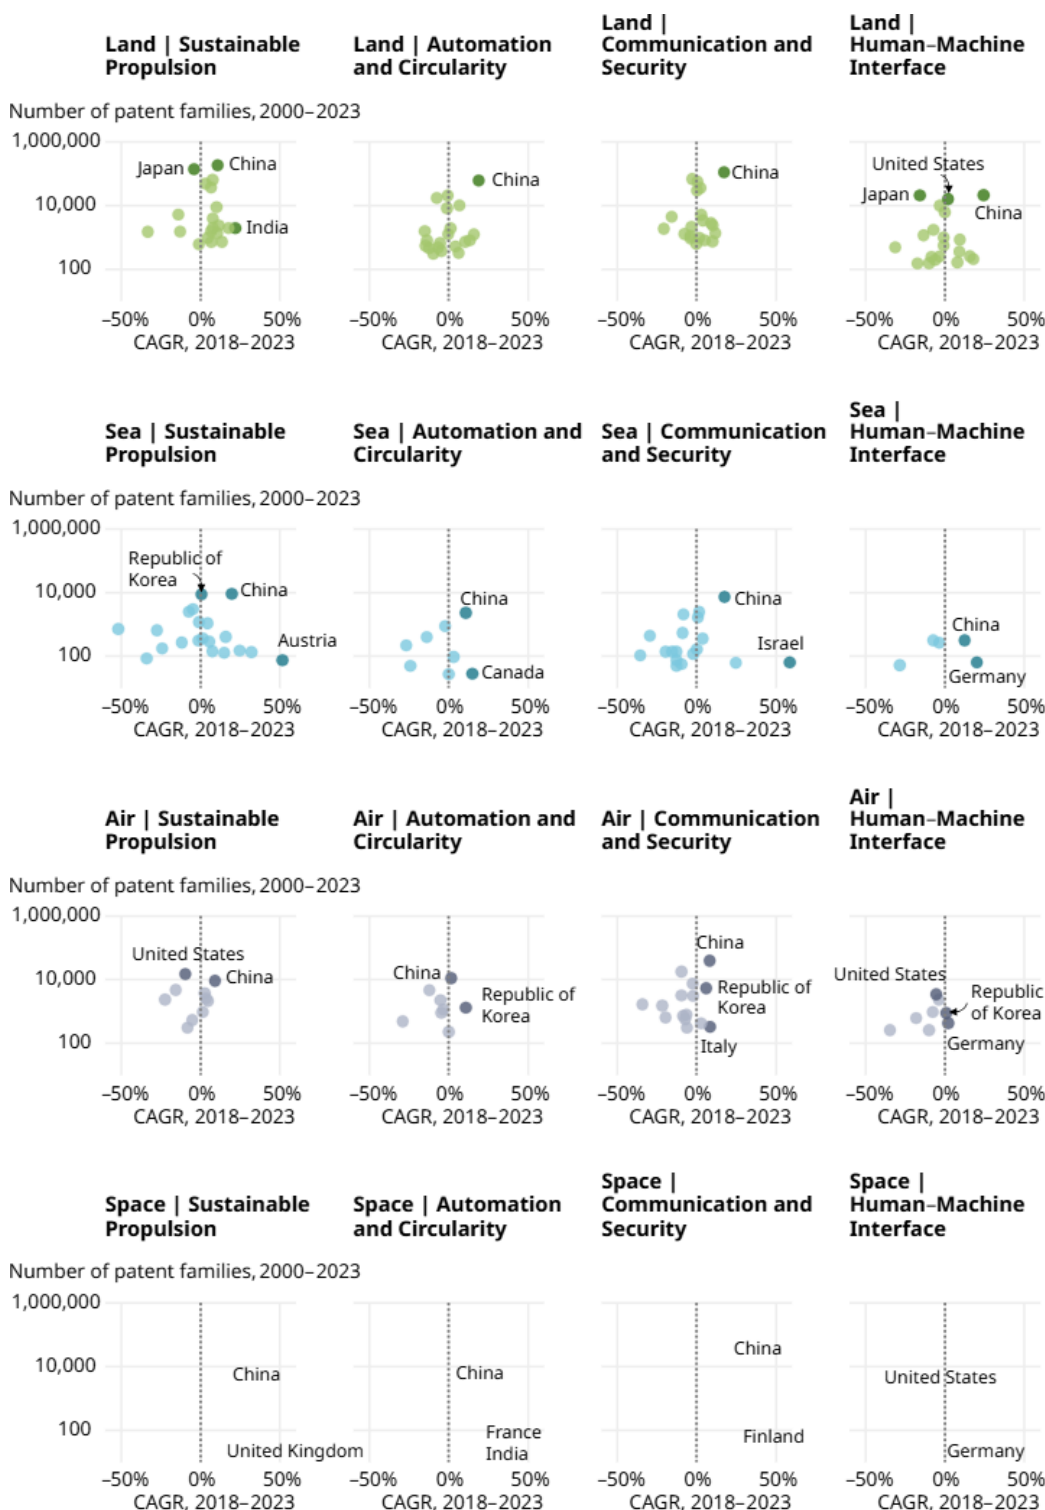 Land | Sustainable
Propulsion
Land | Automation
and Circularity
Land |
Communication and
Security
Land |
Human–Machine
Interface
Number of patent families, 2000–2023
1,000,000
10,000
100
Japan
China
India
China
China
United States
Japan
China
–50%
0%
50%
–50%
0%
50%
–50%
0%
50%
–50%
0%
50%
CAGR, 2018–2023
CAGR, 2018–2023
CAGR, 2018–2023
CAGR, 2018–2023
Sea | Sustainable
Propulsion
Sea | Automation and
Circularity
Sea | Communication
and Security
Sea |
Human–Machine
Interface
Number of patent families, 2000–2023
1,000,000
10,000
100
Republic of
Korea
China
Austria
China
Canada
China
Israel
China
Germany
–50%
0%
50%
–50%
0%
50%
–50%
0%
50%
–50%
0%
50%
CAGR, 2018–2023
CAGR, 2018–2023
CAGR, 2018–2023
CAGR, 2018–2023
Air | Sustainable
Propulsion
Air | Automation and
Circularity
Air | Communication
and Security
Air |
Human–Machine
Interface
Number of patent families, 2000–2023
1,000,000
10,000
100
United States
China
China
Republic of
Korea
China
Republic of
Korea
Italy
United States
Republic
of Korea
Germany
–50%
0%
50%
–50%
0%
50%
–50%
0%
50%
–50%
0%
50%
CAGR, 2018–2023
CAGR, 2018–2023
CAGR, 2018–2023
CAGR, 2018–2023
Space | Sustainable
Propulsion
Space | Automation
and Circularity
Space |
Communication and
Security
Space |
Human–Machine
Interface
Number of patent families, 2000–2023
1,000,000
10,000
100
China
United Kingdom
China
France
India
China
Finland
United States
Germany
–50%
0%
50%
–50%
0%
50%
–50%
0%
50%
–50%
0%
50%
CAGR, 2018–2023
CAGR, 2018–2023
CAGR, 2018–2023
CAGR, 2018–2023